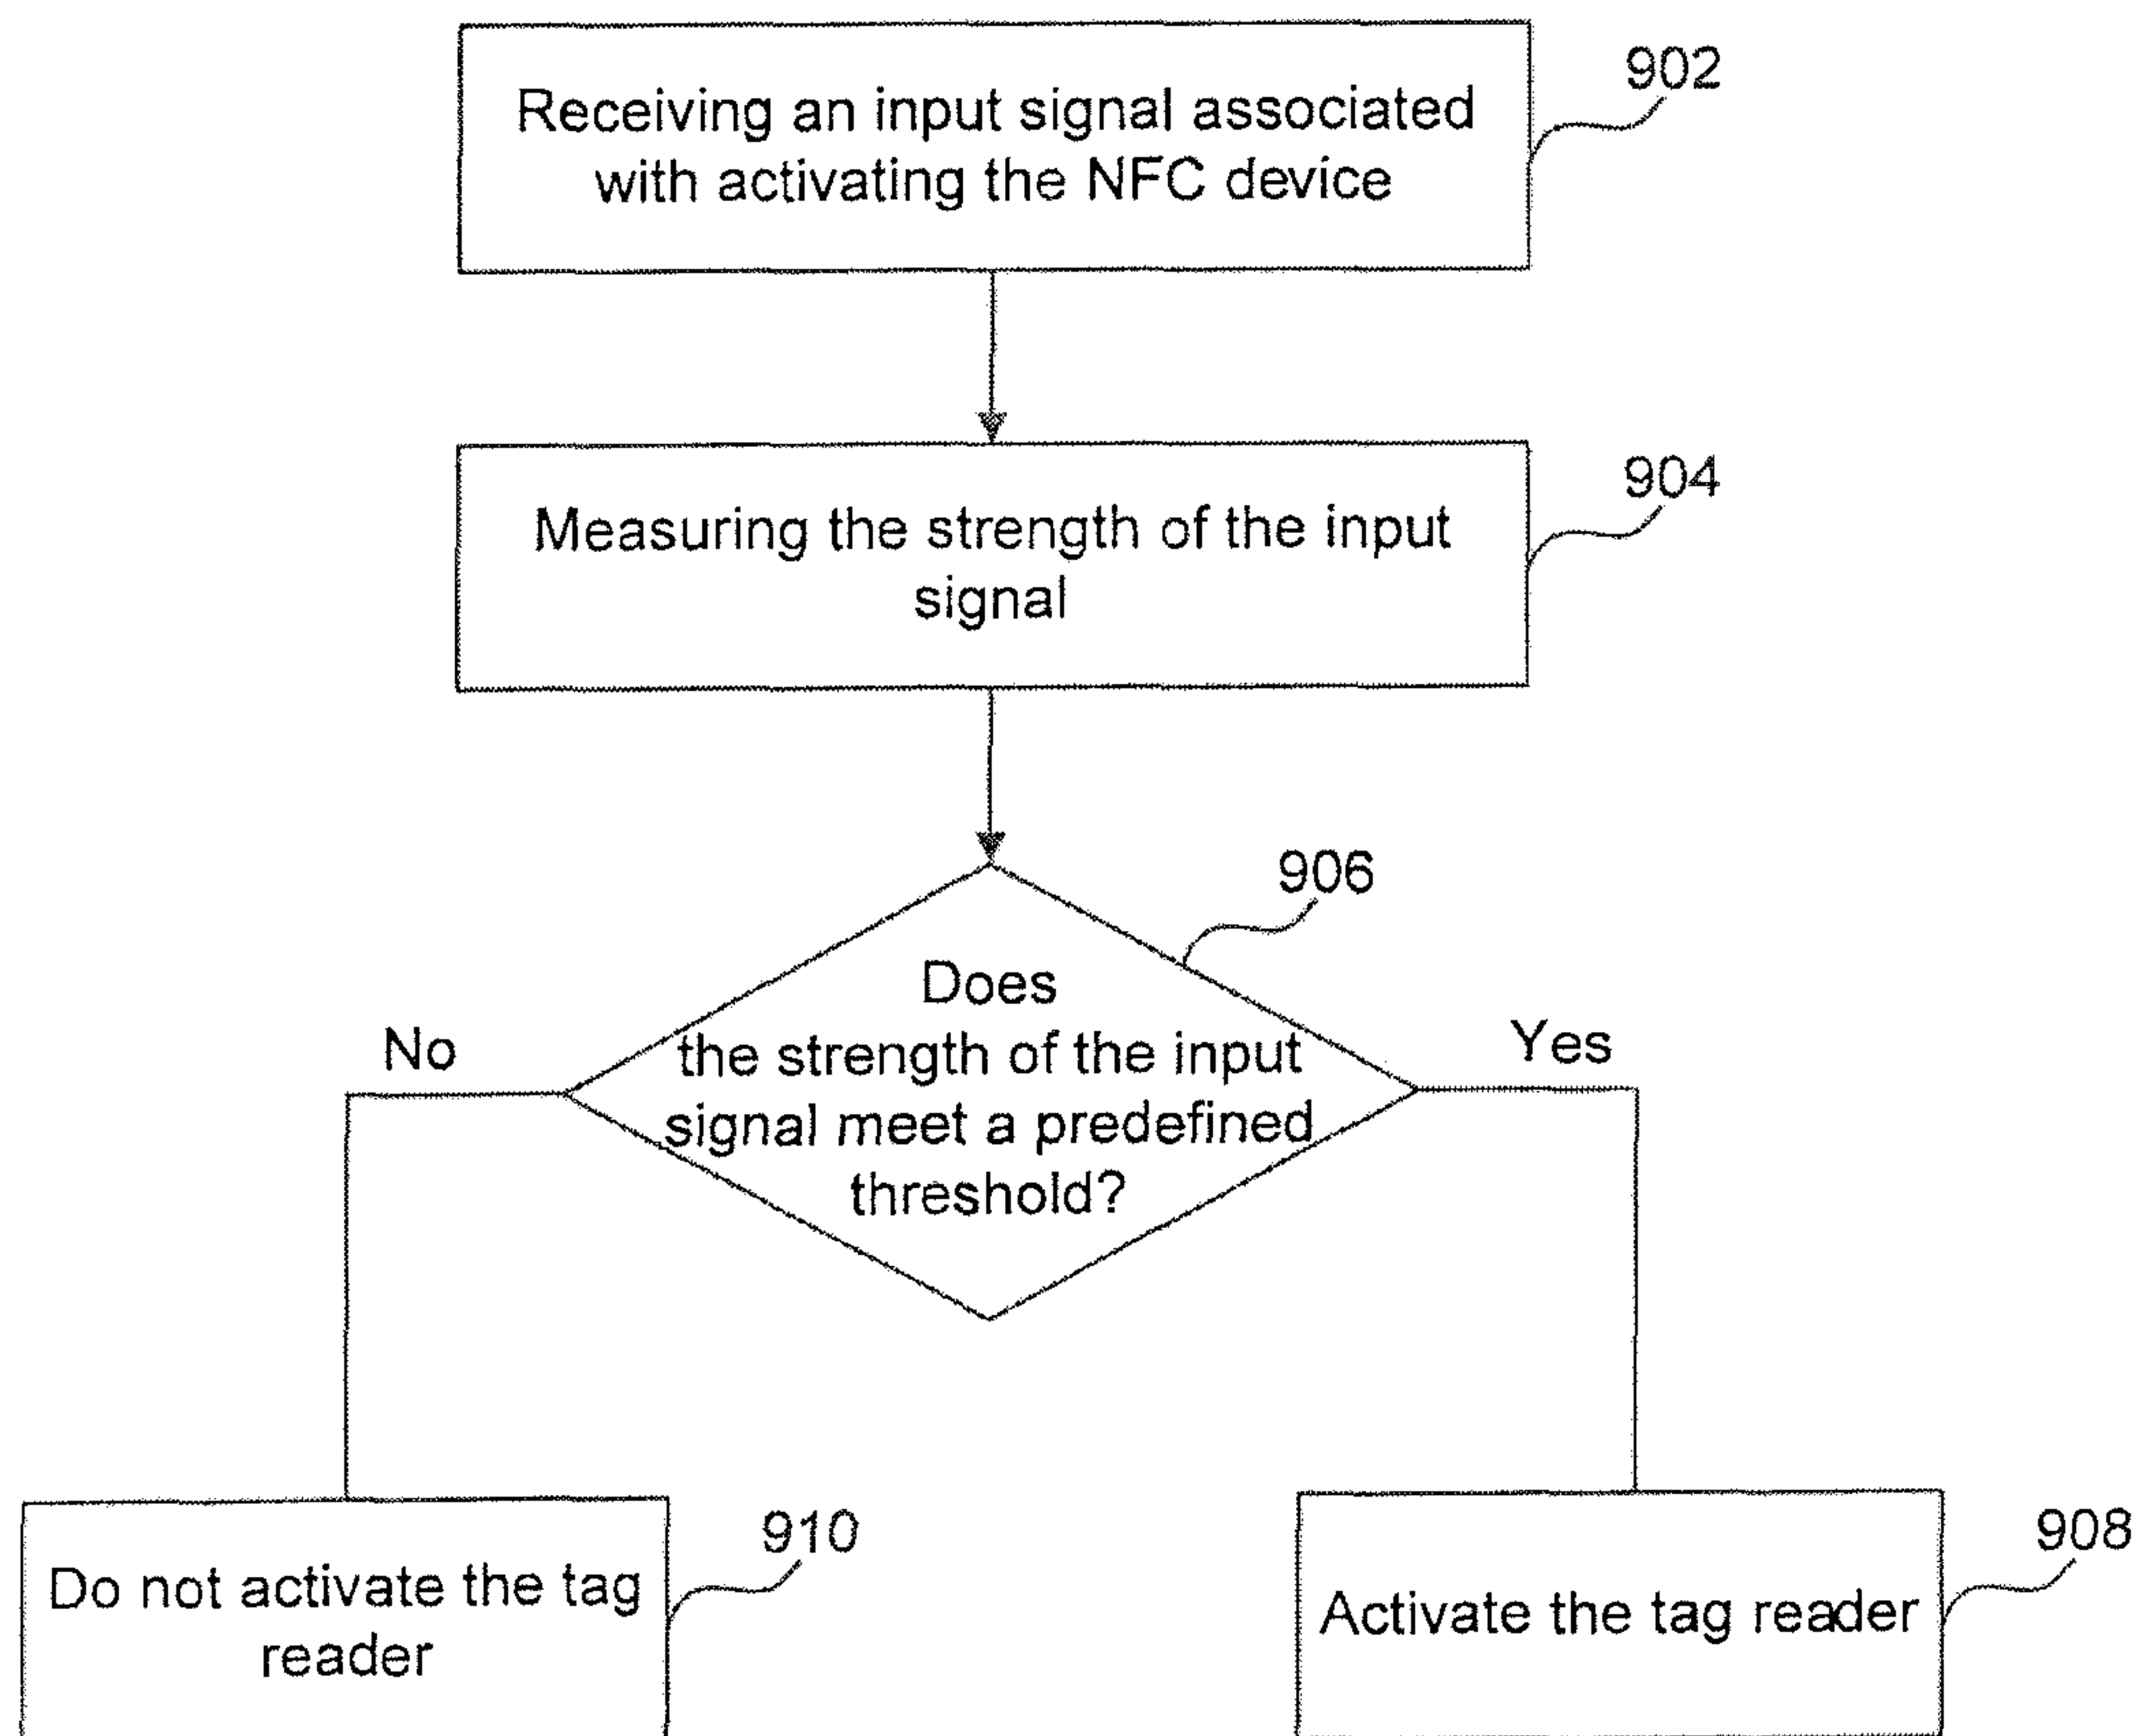 Receiving an input signal associated
with activating the NFC device
902
Measuring the strength of the input
signal
904
906
Does
the strength of the input
signal meet a predefined
threshold?
No
Yes
Do not activate the tag
reader
910
Activate the tag reader
908